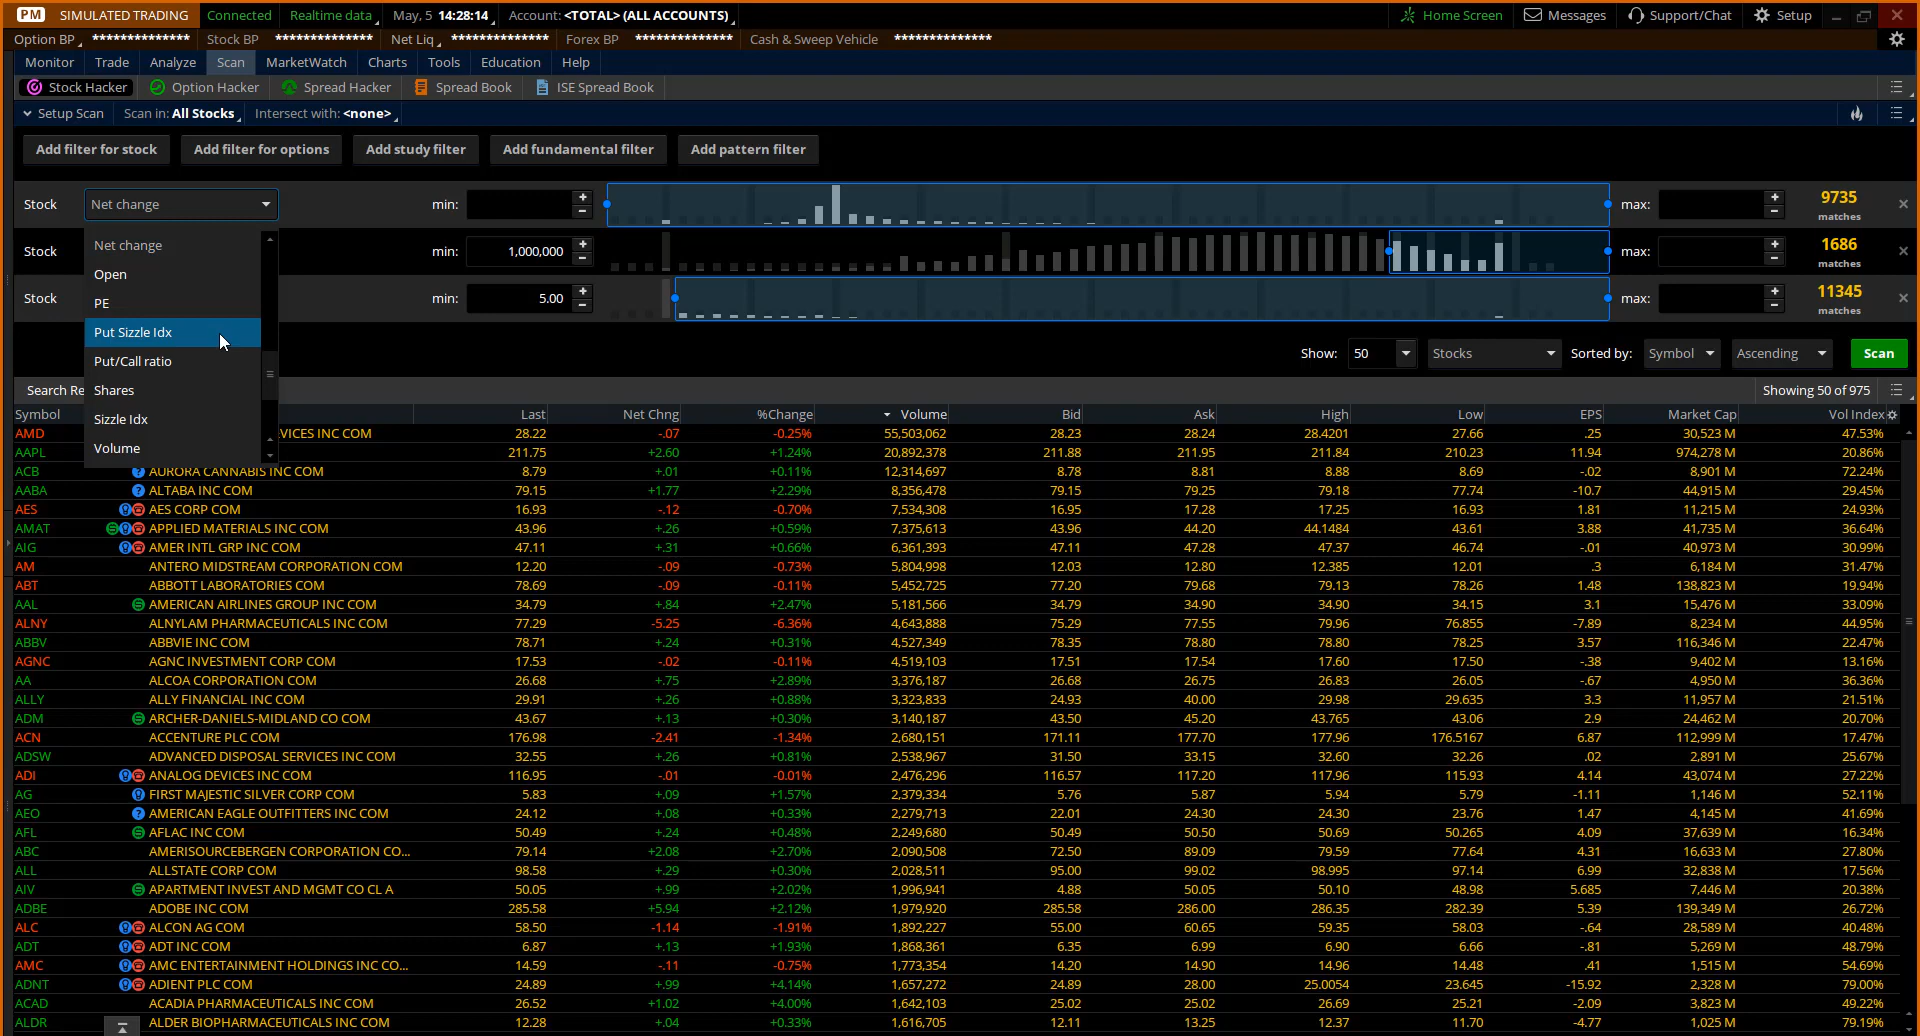 PM SIMULATED TRADING Connected Realtime data May, 5 14:28:14 Account: <TOTAL> (ALL ACCOUNTS) Home Screen Messages Support/Chat Setup
Option BP ************** Stock BP ************** Net Liq ************** Forex BP ************** Cash & Sweep Vehicle **************
Monitor Trade Analyze Scan MarketWatch Charts Tools Education Help
Stock Hacker Option Hacker Spread Hacker Spread Book ISE Spread Book
Setup Scan Scan in: All Stocks Intersect with: <none>
Add filter for stock Add filter for options Add study filter Add fundamental filter Add pattern filter
Stock Net change min: max: 9735 matches
Stock min: 1,000,000 max: 1686 matches
Stock min: 5.00 max: 11345 matches
Net change
Open
PE
Put Sizzle Idx
Put/Call ratio
Shares
Sizzle Idx
Volume
Show: 50 Stocks Sorted by: Symbol Ascending Scan
Search Re Showing 50 of 975
Symbol Last Net Chng %Change Volume Bid Ask High Low EPS Market Cap Vol Index
AMD VICES INC COM 28.22 -.07 -0.25% 55,503,062 28.23 28.24 28.4201 27.66 .25 30,523 M 47.53%
AAPL 211.75 +2.60 +1.24% 20,892,378 211.88 211.95 211.84 210.23 11.94 974,278 M 20.86%
ACB AURORA CANNABIS INC COM 8.79 +.01 +0.11% 12,314,697 8.78 8.81 8.88 8.69 -.02 8,901 M 72.24%
AABA ALTABA INC COM 79.15 +1.77 +2.29% 8,356,478 79.15 79.25 79.18 77.74 -10.7 44,915 M 29.45%
AES AES CORP COM 16.93 -.12 -0.70% 7,534,308 16.95 17.28 17.25 16.93 1.81 11,215 M 24.93%
AMAT APPLIED MATERIALS INC COM 43.96 +.26 +0.59% 7,375,613 43.96 44.20 44.1484 43.61 3.88 41,735 M 36.64%
AIG AMER INTL GRP INC COM 47.11 +.31 +0.66% 6,361,393 47.11 47.28 47.37 46.74 -.01 40,973 M 30.99%
AM ANTERO MIDSTREAM CORPORATION COM 12.20 -.09 -0.73% 5,804,998 12.03 12.80 12.385 12.01 .3 6,184 M 31.47%
ABT ABBOTT LABORATORIES COM 78.69 -.09 -0.11% 5,452,725 77.20 79.68 79.13 78.26 1.48 138,823 M 19.94%
AAL AMERICAN AIRLINES GROUP INC COM 34.79 +.84 +2.47% 5,181,566 34.79 34.90 34.90 34.15 3.1 15,476 M 33.09%
ALNY ALNYLAM PHARMACEUTICALS INC COM 77.29 -5.25 -6.36% 4,643,888 75.29 77.55 79.96 76.855 -7.89 8,234 M 44.95%
ABBV ABBVIE INC COM 78.71 +.24 +0.31% 4,527,349 78.35 78.80 78.80 78.25 3.57 116,346 M 22.47%
AGNC AGNC INVESTMENT CORP COM 17.53 -.02 -0.11% 4,519,103 17.51 17.54 17.60 17.50 -.38 9,402 M 13.16%
AA ALCOA CORPORATION COM 26.68 +.75 +2.89% 3,376,187 26.68 26.75 26.83 26.05 -.67 4,950 M 36.36%
ALLY ALLY FINANCIAL INC COM 29.91 +.26 +0.88% 3,323,833 24.93 40.00 29.98 29.635 3.3 11,957 M 21.51%
ADM ARCHER-DANIELS-MIDLAND CO COM 43.67 +.13 +0.30% 3,140,187 43.50 45.20 43.765 43.06 2.9 24,462 M 20.70%
ACN ACCENTURE PLC COM 176.98 -2.41 -1.34% 2,680,151 171.11 177.70 177.96 176.5167 6.87 112,999 M 17.47%
ADSW ADVANCED DISPOSAL SERVICES INC COM 32.55 +.26 +0.81% 2,538,967 31.50 33.15 32.60 32.26 .02 2,891 M 25.67%
ADI ANALOG DEVICES INC COM 116.95 -.01 -0.01% 2,476,296 116.57 117.20 117.96 115.93 4.14 43,074 M 27.22%
AG FIRST MAJESTIC SILVER CORP COM 5.83 +.09 +1.57% 2,379,334 5.76 5.87 5.94 5.79 -1.11 1,146 M 52.11%
AEO AMERICAN EAGLE OUTFITTERS INC COM 24.12 +.08 +0.33% 2,279,713 22.01 24.30 24.30 23.76 1.47 4,145 M 41.69%
AFL AFLAC INC COM 50.49 +.24 +0.48% 2,249,680 50.49 50.50 50.69 50.265 4.09 37,639 M 16.34%
ABC AMERISOURCEBERGEN CORPORATION CO... 79.14 +2.08 +2.70% 2,090,508 72.50 89.09 79.59 77.64 4.31 16,633 M 27.80%
ALL ALLSTATE CORP COM 98.58 +.29 +0.30% 2,028,511 95.00 99.02 98.995 97.14 6.99 32,838 M 17.56%
AIV APARTMENT INVEST AND MGMT CO CL A 50.05 +.99 +2.02% 1,996,941 4.88 50.05 50.10 48.98 5.685 7,446 M 20.38%
ADBE ADOBE INC COM 285.58 +5.94 +2.12% 1,979,920 285.58 286.00 286.35 282.39 5.39 139,349 M 26.72%
ALC ALCON AG COM 58.50 -1.14 -1.91% 1,892,227 55.00 60.65 59.35 58.03 -.64 28,589 M 40.48%
ADT ADT INC COM 6.87 +.13 +1.93% 1,868,361 6.35 6.99 6.90 6.66 -.81 5,269 M 48.79%
AMC AMC ENTERTAINMENT HOLDINGS INC CO... 14.59 -.11 -0.75% 1,773,354 14.20 14.90 14.96 14.48 .41 1,515 M 54.69%
ADNT ADIENT PLC COM 24.89 +.99 +4.14% 1,657,272 24.89 28.00 25.0054 23.645 -15.92 2,328 M 79.00%
ACAD ACADIA PHARMACEUTICALS INC COM 26.52 +1.02 +4.00% 1,642,103 25.02 25.02 26.69 25.21 -2.09 3,823 M 49.22%
ALDR ALDER BIOPHARMACEUTICALS INC COM 12.28 +.04 +0.33% 1,616,705 12.11 13.25 12.37 11.70 -4.77 1,025 M 79.19%